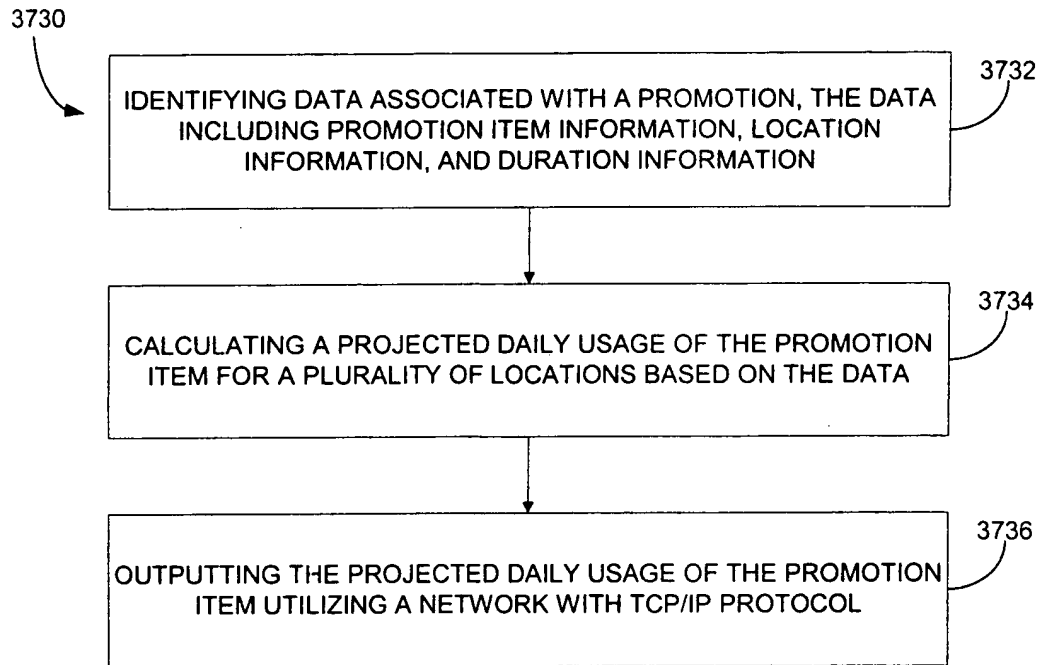 3730
3732
IDENTIFYING DATA ASSOCIATED WITH A PROMOTION, THE DATA
INCLUDING PROMOTION ITEM INFORMATION, LOCATION
INFORMATION, AND DURATION INFORMATION
3734
CALCULATING A PROJECTED DAILY USAGE OF THE PROMOTION
ITEM FOR A PLURALITY OF LOCATIONS BASED ON THE DATA
3736
OUTPUTTING THE PROJECTED DAILY USAGE OF THE PROMOTION
ITEM UTILIZING A NETWORK WITH TCP/IP PROTOCOL